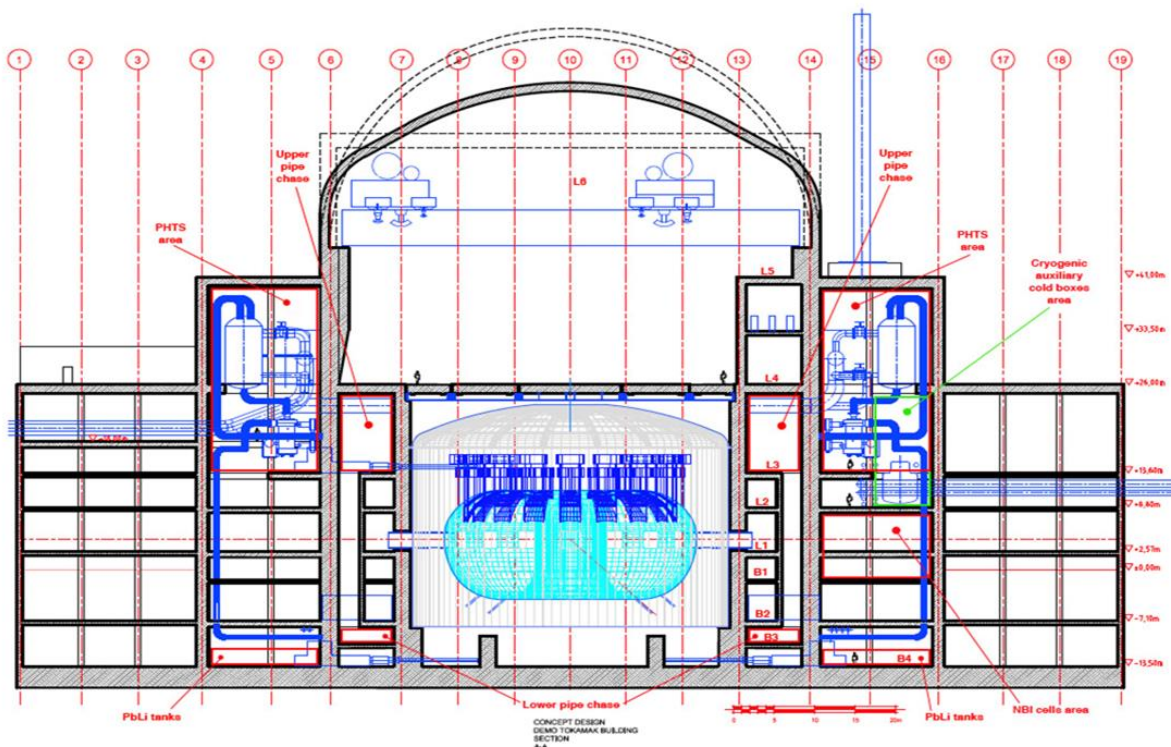 1 2 3 4 5 6 7 8 9 10 11 12 13 14 15 16 17 18 19
Upper
pipe
chase
L6
Upper
pipe
chase
PHTS
area
PHTS
area
Cryogenic
auxiliary
cold boxes
area
L5
+41,00m
+33,50m
L4
+26,00m
L3
+15,60m
L2
+8,60m
L1
+2,57m
B1
±0,00m
B2
-7,10m
B3
B4
-13,50m
PbLi tanks
Lower pipe chase
PbLi tanks
NBI cells area
0 5 10 15 20m
CONCEPT DESIGN
DEMO TOKAMAK BUILDING
SECTION
A-A